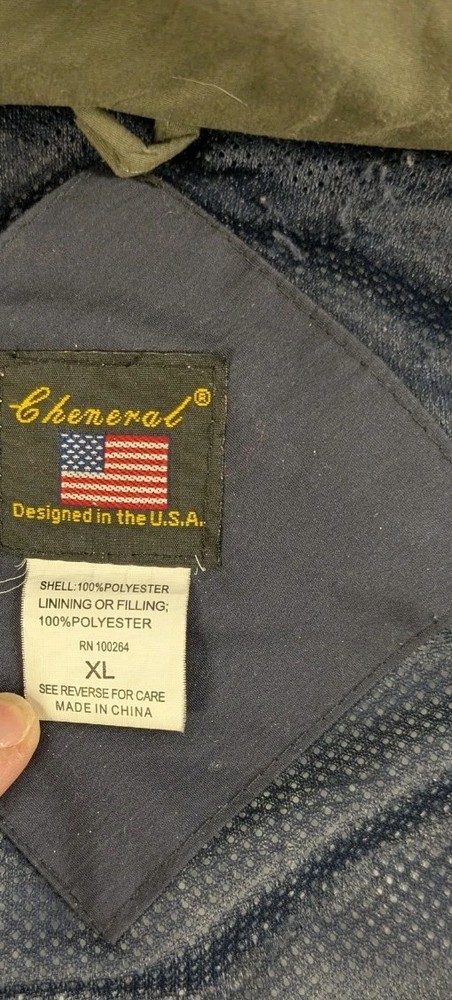 Cheneral®
Designed in the U.S.A.
SHELL:100%POLYESTER
LINING OR FILLING;
100%POLYESTER
RN 100264
XL
SEE REVERSE FOR CARE
MADE IN CHINA